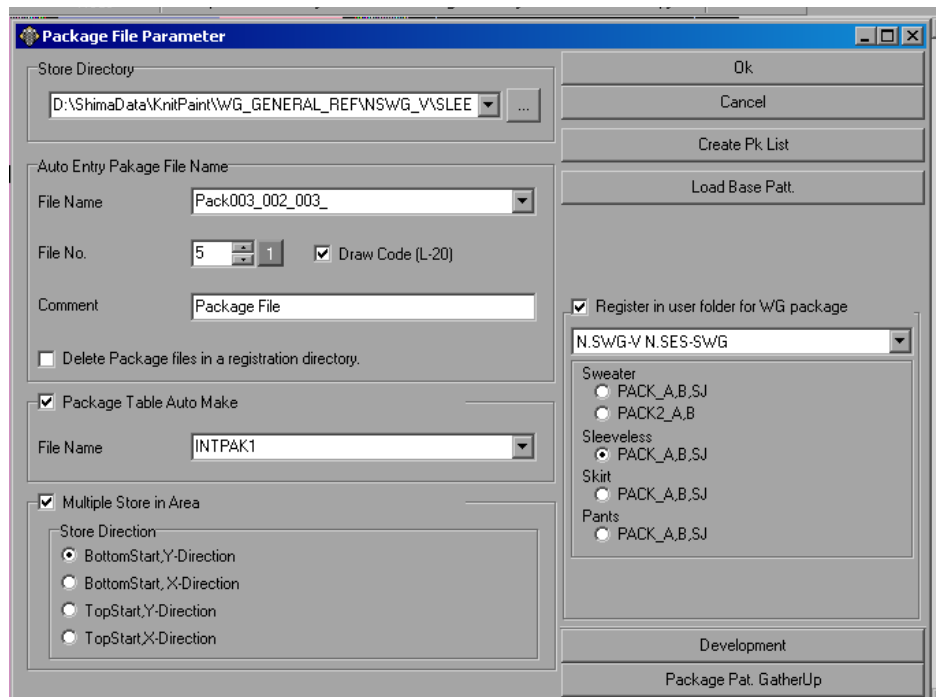 Package File Parameter
Store Directory
D:\ShimaData\KnitPaint\WG_GENERAL_REF\NSWG_V\SLEE
...
Auto Entry Pakage File Name
File Name
Pack003_002_003_
File No.
5
1
Draw Code (L-20)
Comment
Package File
Delete Package files in a registration directory.
Package Table Auto Make
File Name
INTPAK1
Multiple Store in Area
Store Direction
BottomStart,Y-Direction
BottomStart, X-Direction
TopStart,Y-Direction
TopStart,X-Direction
Ok
Cancel
Create Pk List
Load Base Patt.
Register in user folder for WG package
N.SWG-V N.SES-SWG
Sweater
PACK_A,B,SJ
PACK2_A,B
Sleeveless
PACK_A,B,SJ
Skirt
PACK_A,B,SJ
Pants
PACK_A,B,SJ
Development
Package Pat. GatherUp